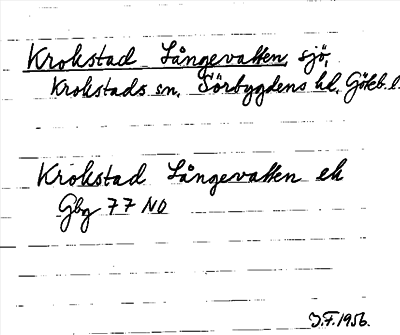 Krokstad Långevatten, sjö,
Krokstads sn. Sörbygdens hd. Göteb. l.
Krokstad Långevatten ek
Gbg 77 NO
J.F. 1956.